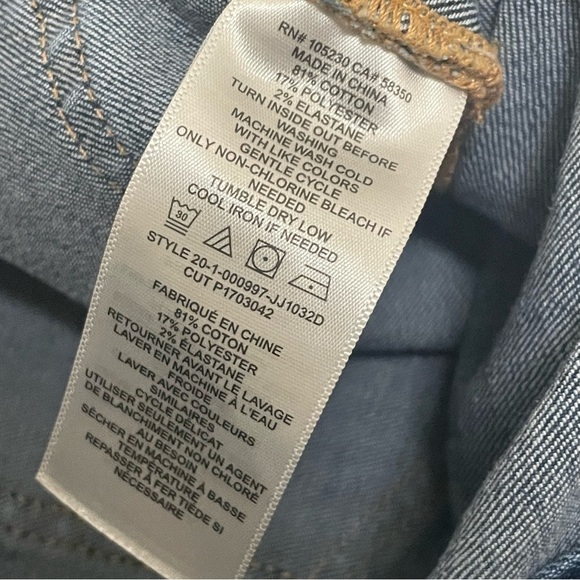 RN# 105230 CA# 58350
MADE IN CHINA
81% COTTON
17% POLYESTER
2% ELASTANE
TURN INSIDE OUT BEFORE
WASHING
MACHINE WASH COLD
WITH LIKE COLORS
GENTLE CYCLE
ONLY NON-CHLORINE BLEACH IF
NEEDED
TUMBLE DRY LOW
COOL IRON IF NEEDED
30
STYLE 20-1-000997-JJ1032D
CUT P1703042
FABRIQUÉ EN CHINE
81% COTON
17% POLYESTER
2% ÉLASTANE
RETOURNER AVANT LE LAVAGE
LAVER EN MACHINE À L'EAU
FROIDE
LAVER AVEC COULEURS
SIMILAIRES
CYCLE DÉLICAT
UTILISER SEULEMENT UN AGENT
DE BLANCHIMENT NON CHLORÉ
AU BESOIN
SÉCHER EN MACHINE À BASSE
TEMPÉRATURE
REPASSER À FER TIÈDE SI
NÉCESSAIRE